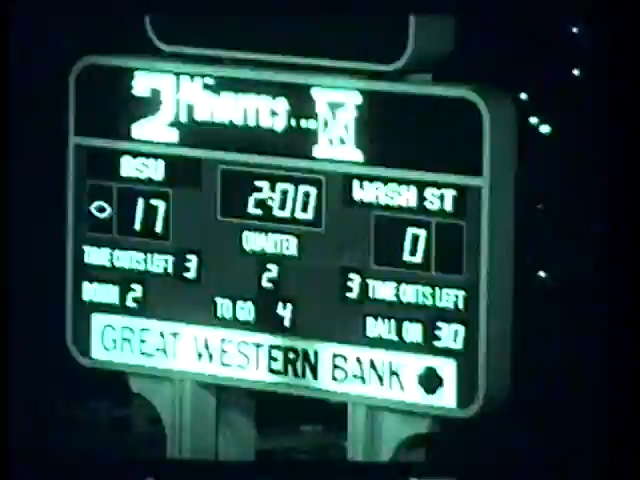 2 Minutes...
ASU
WASH ST
17
2:00
0
QUARTER
2
TIME OUTS LEFT 3
3 TIME OUTS LEFT
DOWN 2
TO GO 4
BALL ON 30
GREAT WESTERN BANK